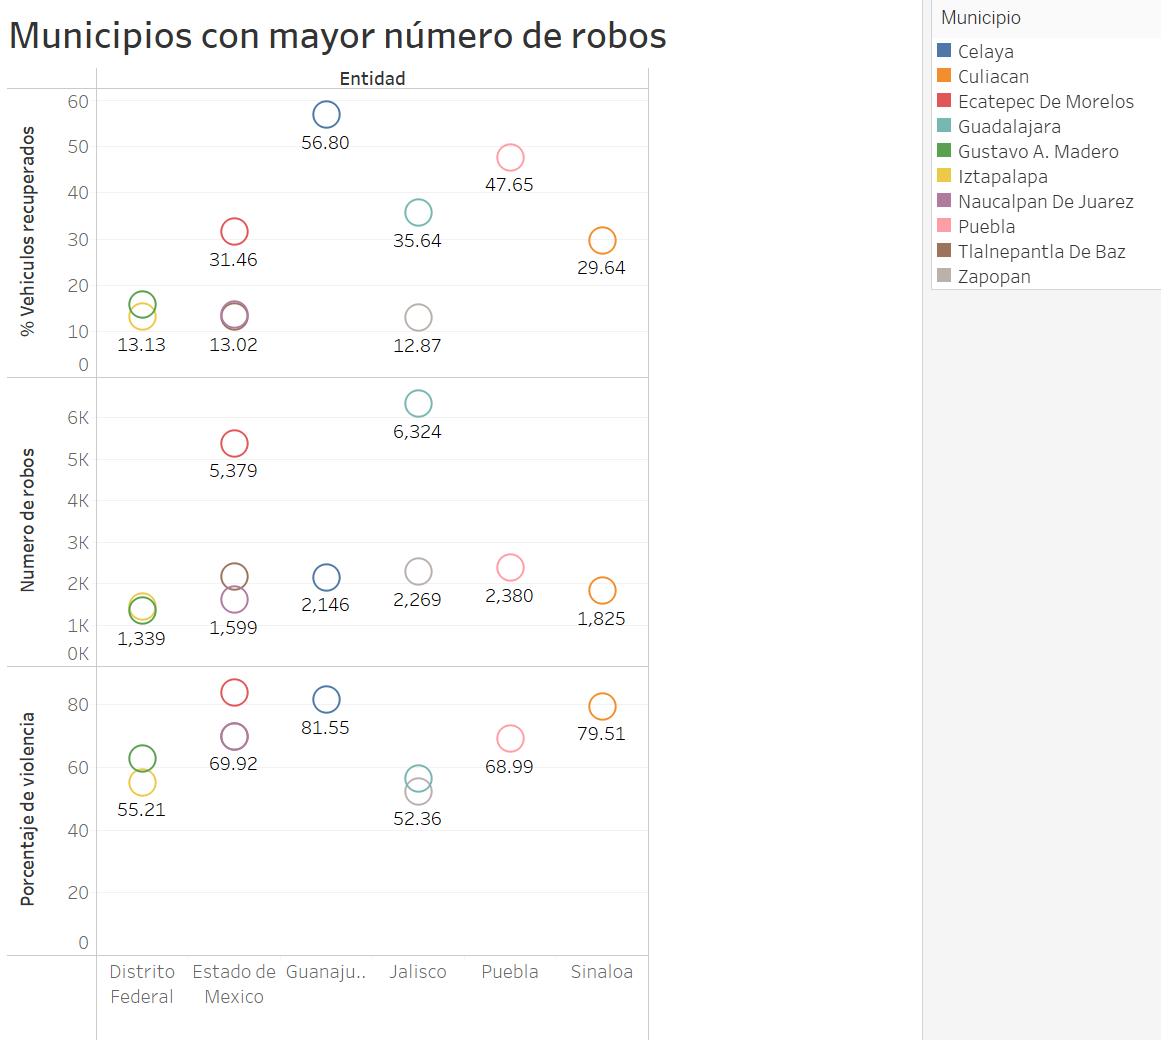 Municipios con mayor número de robos
Entidad
% Vehiculos recuperados
60
50
40
30
20
10
0
56.80
47.65
35.64
31.46
29.64
13.13
13.02
12.87
Numero de robos
6K
5K
4K
3K
2K
1K
0K
6,324
5,379
2,146
2,269
2,380
1,825
1,599
1,339
Porcentaje de violencia
80
60
40
20
0
81.55
79.51
69.92
68.99
55.21
52.36
Distrito
Federal
Estado de
Mexico
Guanaju..
Jalisco
Puebla
Sinaloa
Municipio
Celaya
Culiacan
Ecatepec De Morelos
Guadalajara
Gustavo A. Madero
Iztapalapa
Naucalpan De Juarez
Puebla
Tlalnepantla De Baz
Zapopan